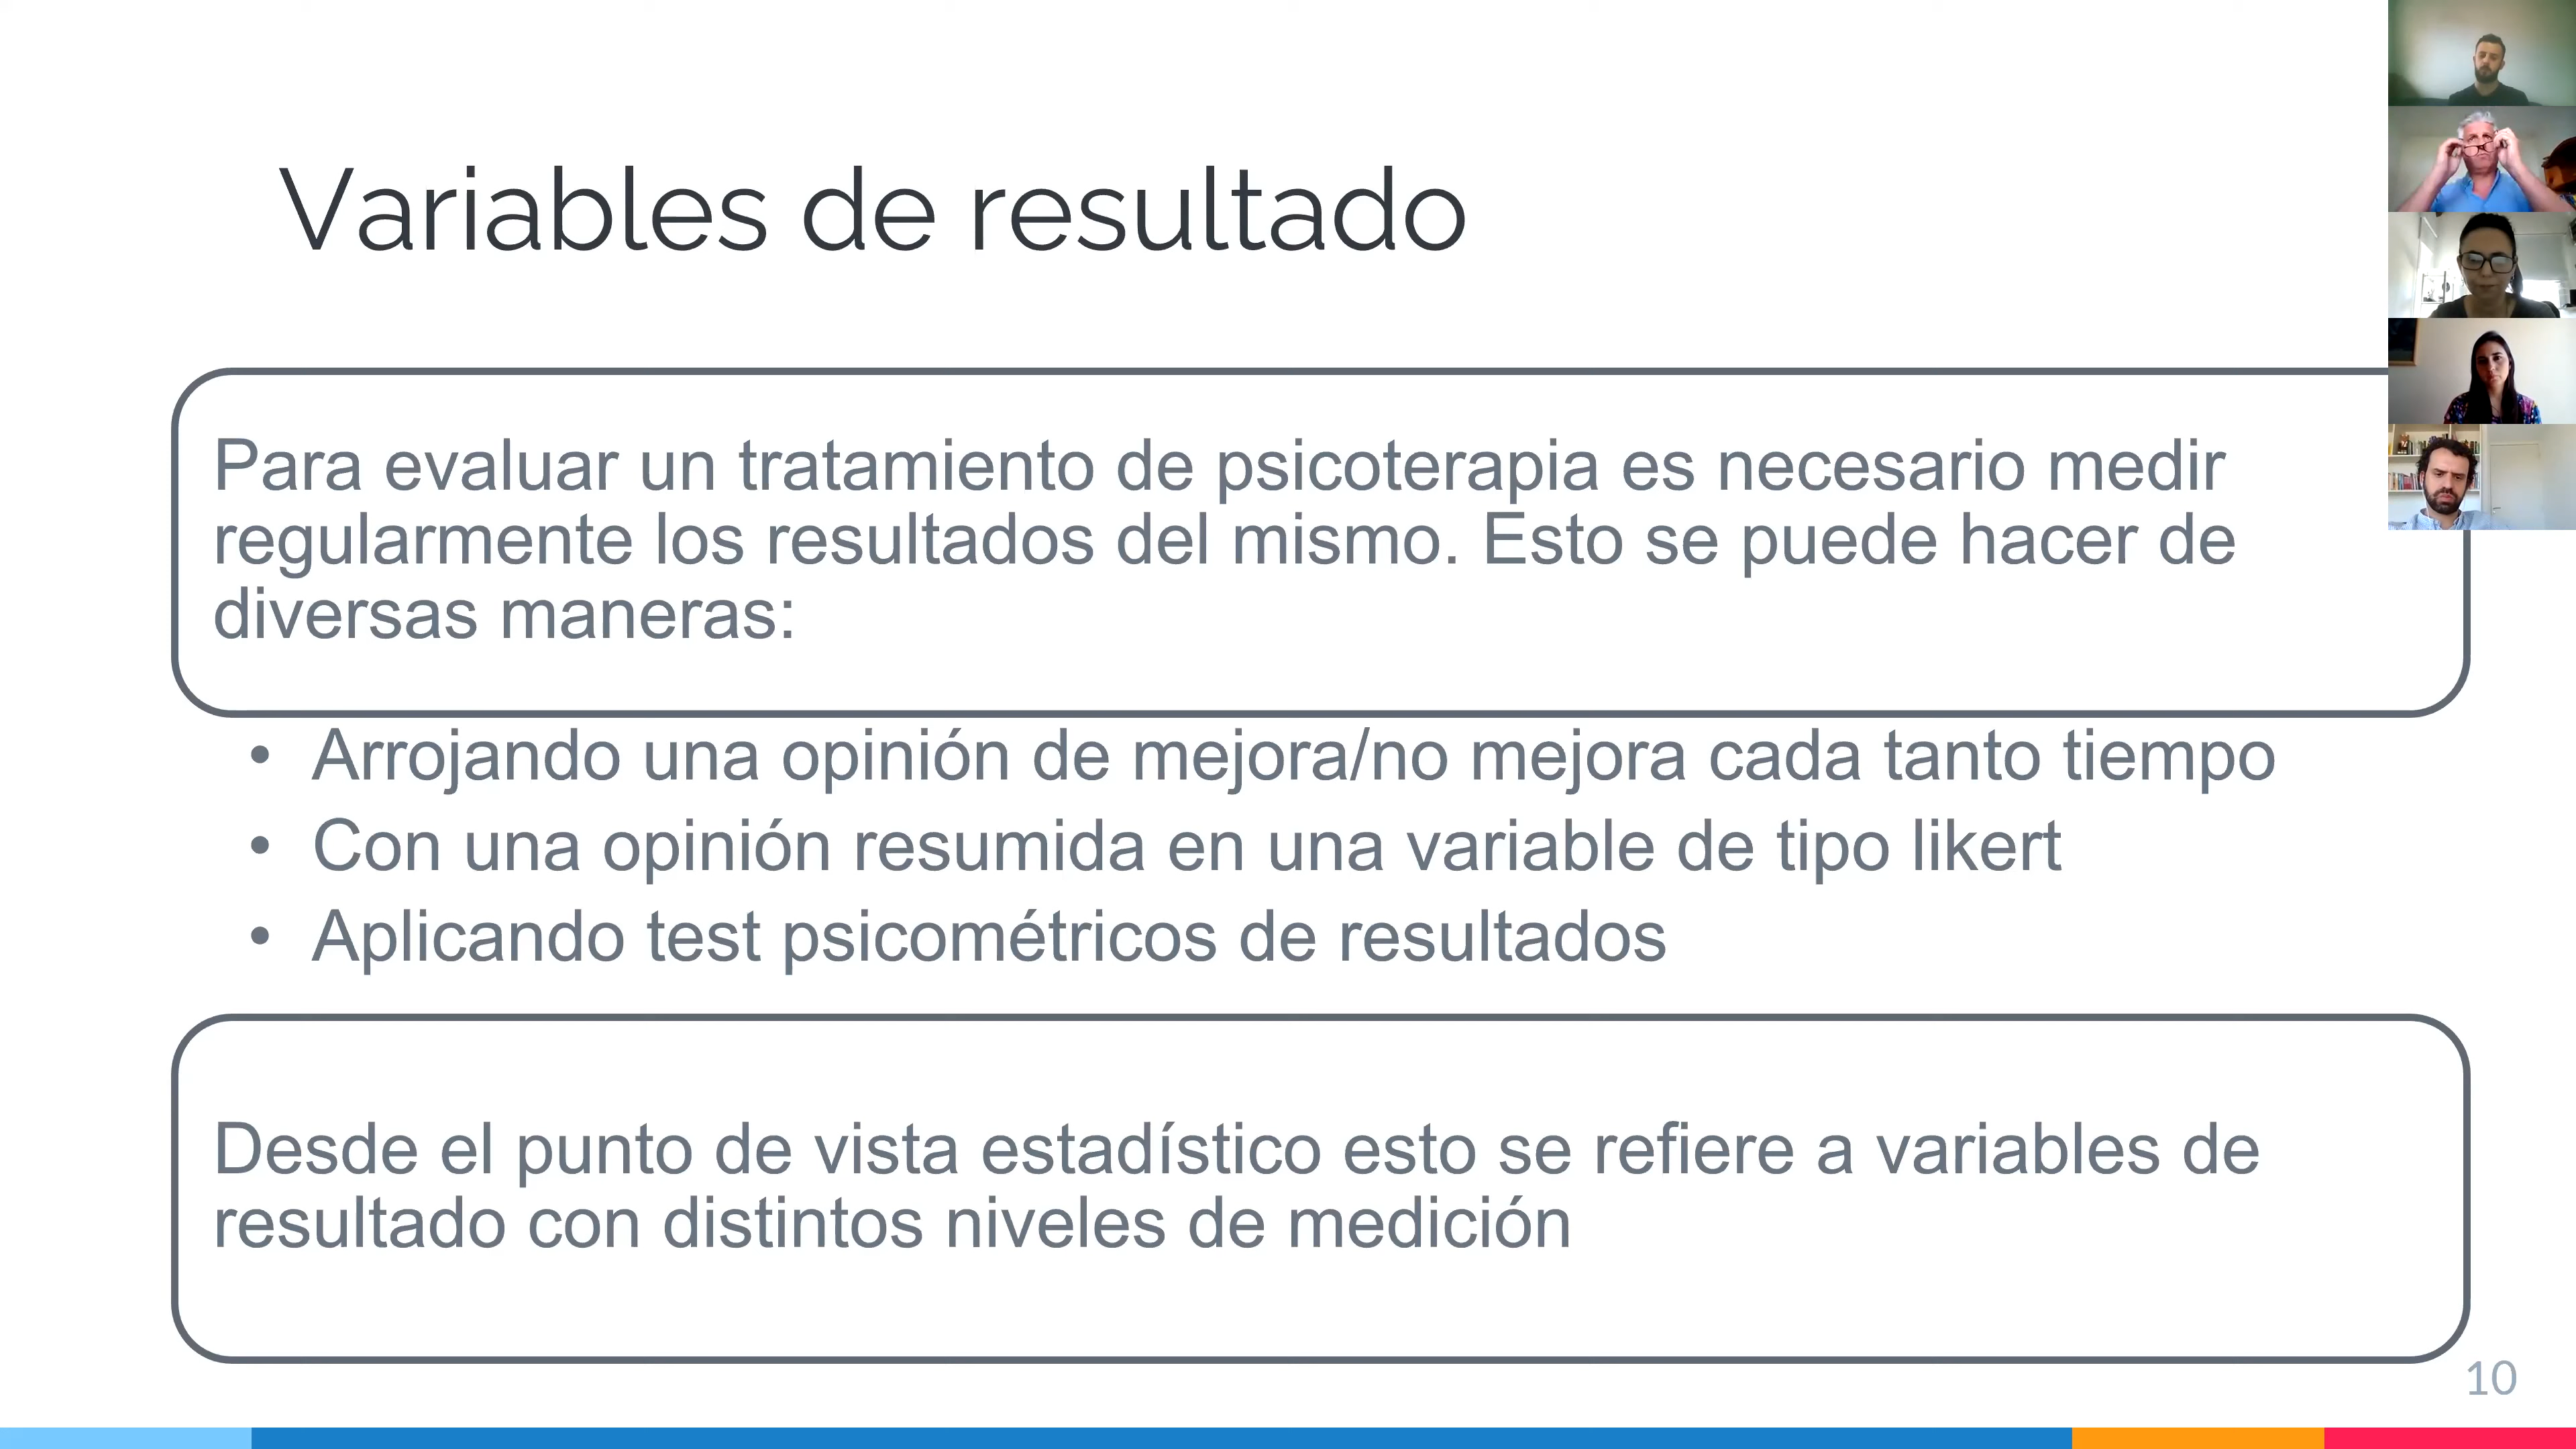 Variables de resultado
Para evaluar un tratamiento de psicoterapia es necesario medir
regularmente los resultados del mismo. Esto se puede hacer de
diversas maneras:
• Arrojando una opinión de mejora/no mejora cada tanto tiempo
• Con una opinión resumida en una variable de tipo likert
• Aplicando test psicométricos de resultados
Desde el punto de vista estadístico esto se refiere a variables de
resultado con distintos niveles de medición
10